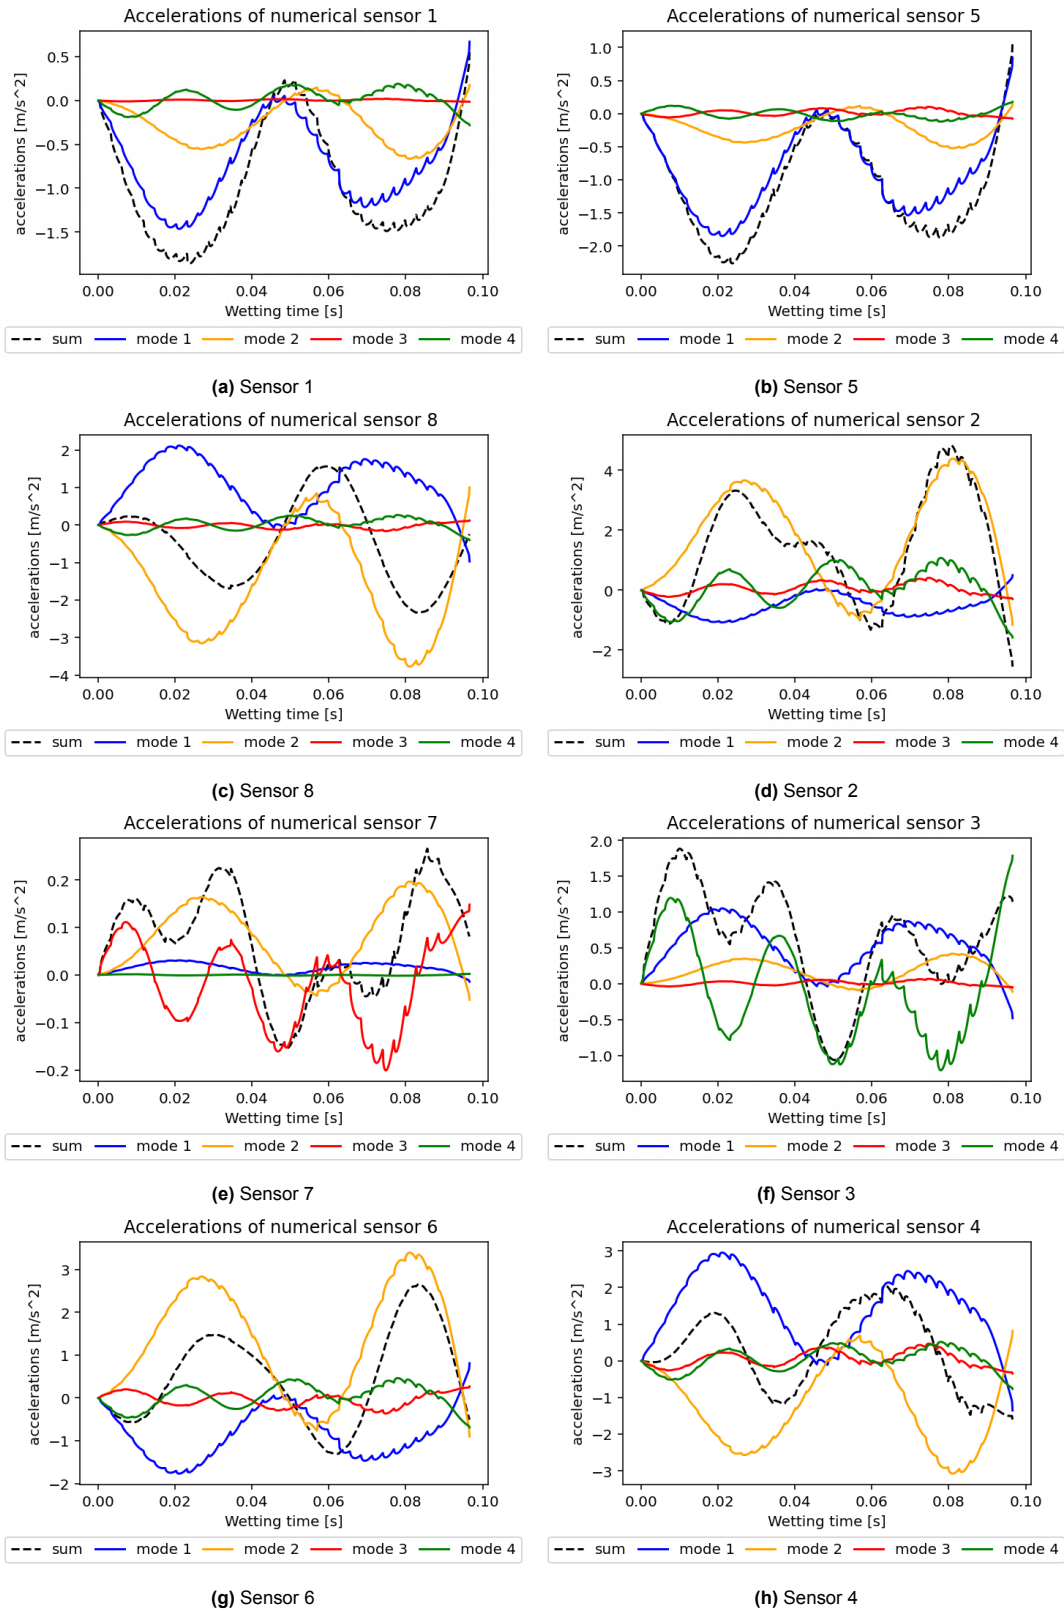 Accelerations of numerical sensor 1
accelerations [m/s^2]
0.5
0.0
−0.5
−1.0
−1.5
0.00 0.02 0.04 0.06 0.08 0.10
Wetting time [s]
sum mode 1 mode 2 mode 3 mode 4
(a) Sensor 1
Accelerations of numerical sensor 5
accelerations [m/s^2]
1.0
0.5
0.0
−0.5
−1.0
−1.5
−2.0
0.00 0.02 0.04 0.06 0.08 0.10
Wetting time [s]
sum mode 1 mode 2 mode 3 mode 4
(b) Sensor 5
Accelerations of numerical sensor 8
accelerations [m/s^2]
2
1
0
−1
−2
−3
−4
0.00 0.02 0.04 0.06 0.08 0.10
Wetting time [s]
sum mode 1 mode 2 mode 3 mode 4
(c) Sensor 8
Accelerations of numerical sensor 2
accelerations [m/s^2]
4
2
0
−2
0.00 0.02 0.04 0.06 0.08 0.10
Wetting time [s]
sum mode 1 mode 2 mode 3 mode 4
(d) Sensor 2
Accelerations of numerical sensor 7
accelerations [m/s^2]
0.2
0.1
0.0
−0.1
−0.2
0.00 0.02 0.04 0.06 0.08 0.10
Wetting time [s]
sum mode 1 mode 2 mode 3 mode 4
(e) Sensor 7
Accelerations of numerical sensor 3
accelerations [m/s^2]
2.0
1.5
1.0
0.5
0.0
−0.5
−1.0
0.00 0.02 0.04 0.06 0.08 0.10
Wetting time [s]
sum mode 1 mode 2 mode 3 mode 4
(f) Sensor 3
Accelerations of numerical sensor 6
accelerations [m/s^2]
3
2
1
0
−1
−2
0.00 0.02 0.04 0.06 0.08 0.10
Wetting time [s]
sum mode 1 mode 2 mode 3 mode 4
(g) Sensor 6
Accelerations of numerical sensor 4
accelerations [m/s^2]
3
2
1
0
−1
−2
−3
0.00 0.02 0.04 0.06 0.08 0.10
Wetting time [s]
sum mode 1 mode 2 mode 3 mode 4
(h) Sensor 4